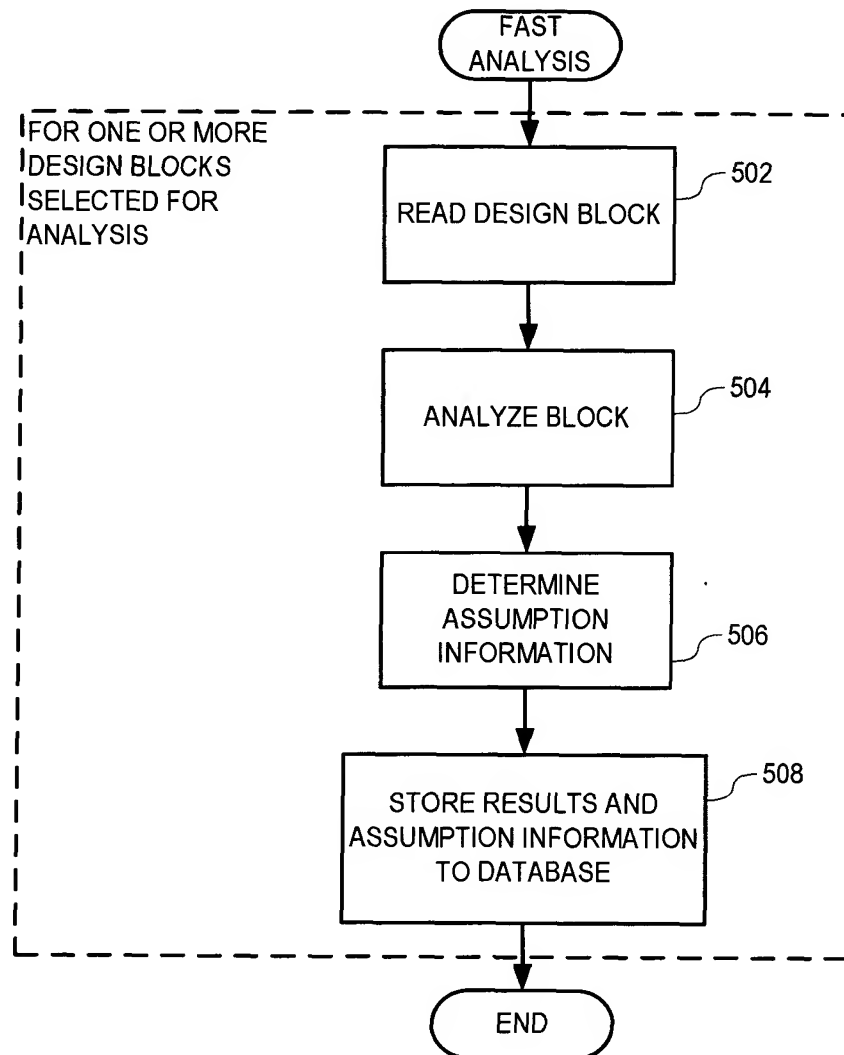 FAST
ANALYSIS
FOR ONE OR MORE
DESIGN BLOCKS
SELECTED FOR
ANALYSIS
READ DESIGN BLOCK
502
ANALYZE BLOCK
504
DETERMINE
ASSUMPTION
INFORMATION
506
STORE RESULTS AND
ASSUMPTION INFORMATION
TO DATABASE
508
END